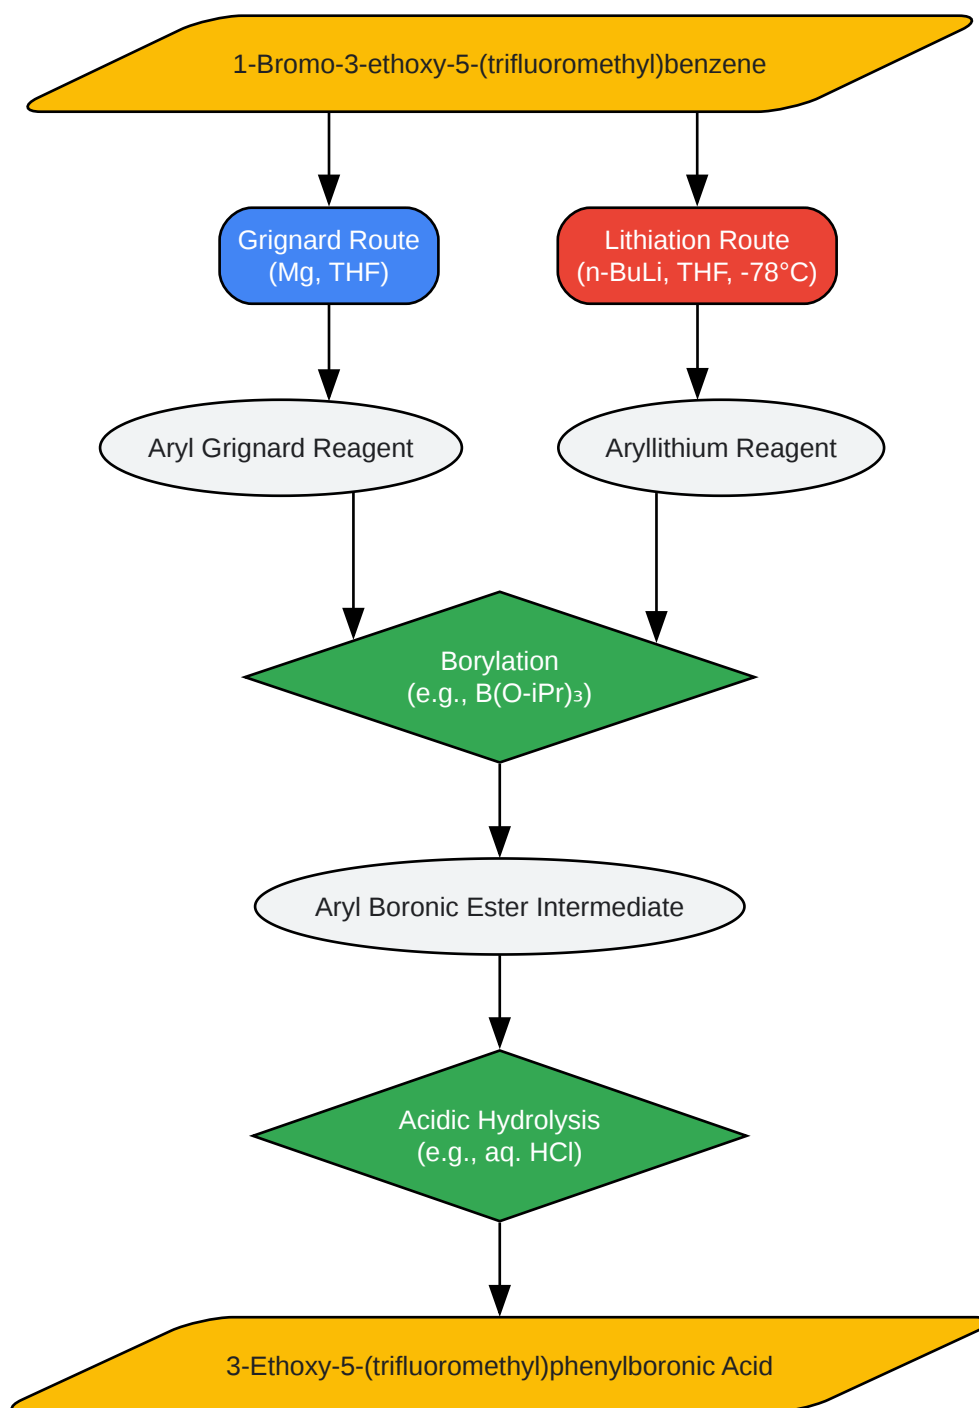 1-Bromo-3-ethoxy-5-(trifluoromethyl)benzene
Grignard Route
(Mg, THF)
Lithiation Route
(n-BuLi, THF, -78°C)
Aryl Grignard Reagent
Aryllithium Reagent
Borylation
(e.g., B(O-iPr)₃)
Aryl Boronic Ester Intermediate
Acidic Hydrolysis
(e.g., aq. HCl)
3-Ethoxy-5-(trifluoromethyl)phenylboronic Acid